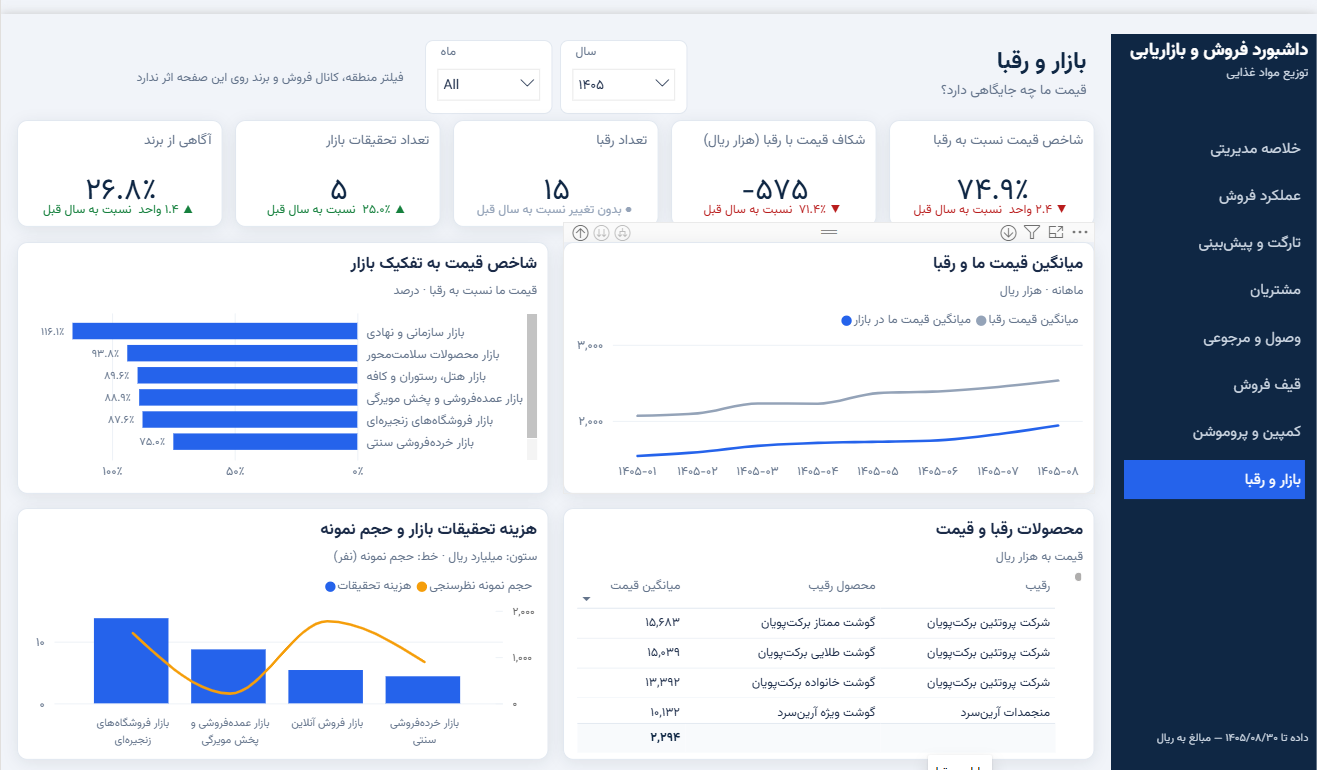 داشبورد فروش و بازاریابی
توزیع مواد غذایی
خلاصه مدیریتی
عملکرد فروش
تارگت و پیش‌بینی
مشتریان
وصول و مرجوعی
قیف فروش
کمپین و پروموشن
بازار و رقبا
داده تا ۱۴۰۵/۰۸/۳۰ – مبالغ به ریال
بازار و رقبا
قیمت ما چه جایگاهی دارد؟
سال
۱۴۰۵
ماه
All
فیلتر منطقه، کانال فروش و برند روی این صفحه اثر ندارد
شاخص قیمت نسبت به رقبا
۷۴.۹٪
▼ ۲.۴ واحد نسبت به سال قبل
شکاف قیمت با رقبا (هزار ریال)
-۵۷۵
▼ ۷۱.۴٪ نسبت به سال قبل
تعداد رقبا
۱۵
● بدون تغییر نسبت به سال قبل
تعداد تحقیقات بازار
۵
▲ ۲۵.۰٪ نسبت به سال قبل
آگاهی از برند
۲۶.۸٪
▲ ۱.۴ واحد نسبت به سال قبل
میانگین قیمت ما و رقبا
ماهانه · هزار ریال
میانگین قیمت رقبا
میانگین قیمت ما در بازار
۳,۰۰۰
۲,۰۰۰
۱۴۰۵-۰۱ ۱۴۰۵-۰۲ ۱۴۰۵-۰۳ ۱۴۰۵-۰۴ ۱۴۰۵-۰۵ ۱۴۰۵-۰۶ ۱۴۰۵-۰۷ ۱۴۰۵-۰۸
شاخص قیمت به تفکیک بازار
قیمت ما نسبت به رقبا · درصد
بازار سازمانی و نهادی ۱۱۶.۱٪
بازار محصولات سلامت‌محور ۹۳.۸٪
بازار هتل، رستوران و کافه ۸۹.۶٪
بازار عمده‌فروشی و پخش مویرگی ۸۸.۹٪
بازار فروشگاه‌های زنجیره‌ای ۸۷.۶٪
بازار خرده‌فروشی سنتی ۷۵.۰٪
۰٪ ۵۰٪ ۱۰۰٪
محصولات رقبا و قیمت
قیمت به هزار ریال
رقیب محصول رقیب میانگین قیمت
شرکت پروتئین برکت‌پویان گوشت ممتاز برکت‌پویان ۱۵,۶۸۳
شرکت پروتئین برکت‌پویان گوشت طلایی برکت‌پویان ۱۵,۰۳۹
شرکت پروتئین برکت‌پویان گوشت خانواده برکت‌پویان ۱۳,۳۹۲
منجمدات آرین‌سرد گوشت ویژه آرین‌سرد ۱۰,۱۳۲
۲,۲۹۴
هزینه تحقیقات بازار و حجم نمونه
ستون: میلیارد ریال · خط: حجم نمونه (نفر)
حجم نمونه نظرسنجی
هزینه تحقیقات
۲,۰۰۰
۱,۰۰۰
۰
۱۰
۰
بازار خرده‌فروشی
سنتی
بازار فروش آنلاین
بازار عمده‌فروشی و
پخش مویرگی
بازار فروشگاه‌های
زنجیره‌ای